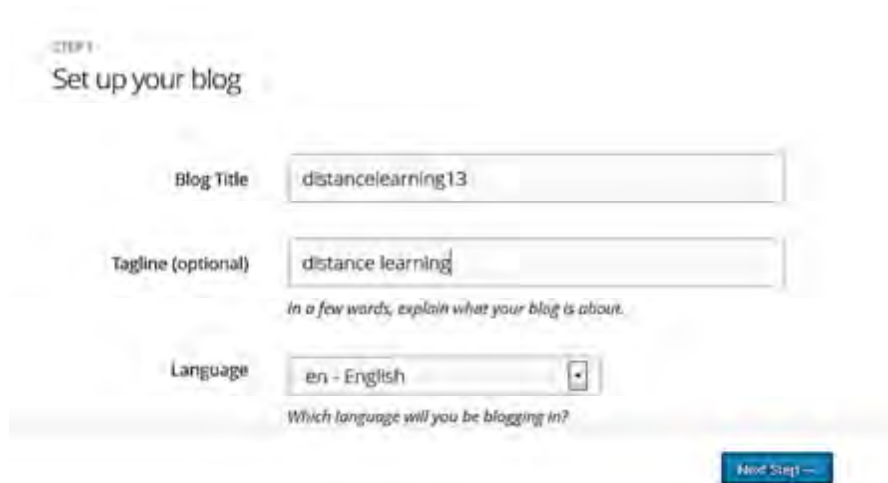 STEP 1
Set up your blog
Blog Title
distancelearning13
Tagline (optional)
distance learning
In a few words, explain what your blog is about.
Language
en - English
Which language will you be blogging in?
Next Step →